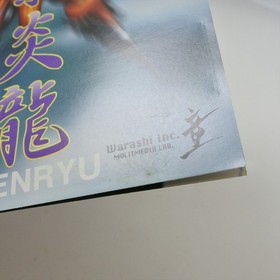 炎龍
ENRYU
Warashi inc.
MULTIMEDIA LAB.
童